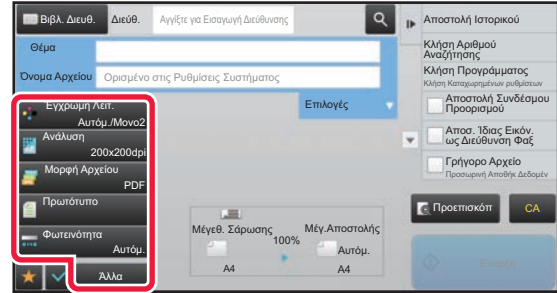 Βιβλ. Διευθ.
Διεύθ.
Αγγίξτε για Εισαγωγή Διεύθυνσης
Θέμα
Όνομα Αρχείου
Ορισμένο στις Ρυθμίσεις Συστήματος
Έγχρωμη Λειτ.
Αυτόμ./Μονο2
Ανάλυση
200x200dpi
Μορφή Αρχείου
PDF
Πρωτότυπο
Φωτεινότητα
Αυτόμ.
Άλλα
Επιλογές
Μέγεθ. Σάρωσης
100%
Μέγ.Αποστολής
Αυτόμ.
A4
A4
Αποστολή Ιστορικού
Κλήση Αριθμού
Αναζήτησης
Κλήση Προγράμματος
Κλήση Καταχωρημένων ρυθμίσεων
Αποστολή Συνδέσμου
Προορισμού
Αποσ. Ίδιας Εικόν.
ως Διεύθυνση Φαξ
Γρήγορο Αρχείο
Προσωρινή Αποθήκ Δεδομέν
Προεπισκόπ
CA
Έναρξη